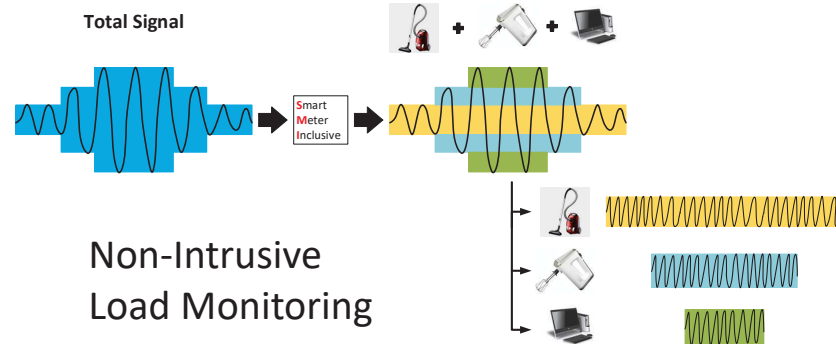 Total Signal
+ +
Smart
Meter
Inclusive
Non-Intrusive
Load Monitoring